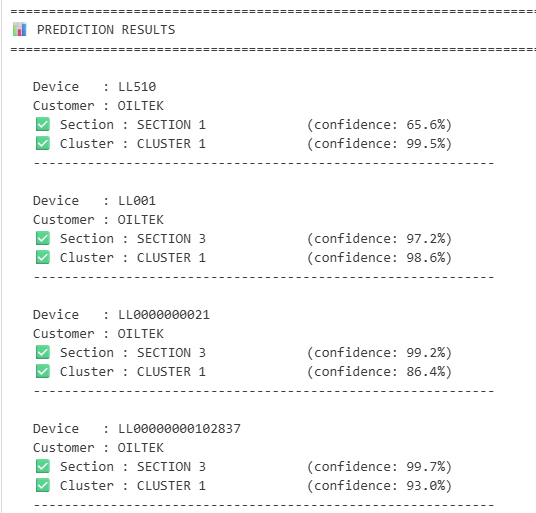 ================================================================
📊 PREDICTION RESULTS
================================================================
Device : LL510
Customer : OILTEK
✅ Section : SECTION 1 (confidence: 65.6%)
✅ Cluster : CLUSTER 1 (confidence: 99.5%)
------------------------------------------------------------
Device : LL001
Customer : OILTEK
✅ Section : SECTION 3 (confidence: 97.2%)
✅ Cluster : CLUSTER 1 (confidence: 98.6%)
------------------------------------------------------------
Device : LL0000000021
Customer : OILTEK
✅ Section : SECTION 3 (confidence: 99.2%)
✅ Cluster : CLUSTER 1 (confidence: 86.4%)
------------------------------------------------------------
Device : LL00000000102837
Customer : OILTEK
✅ Section : SECTION 3 (confidence: 99.7%)
✅ Cluster : CLUSTER 1 (confidence: 93.0%)
------------------------------------------------------------